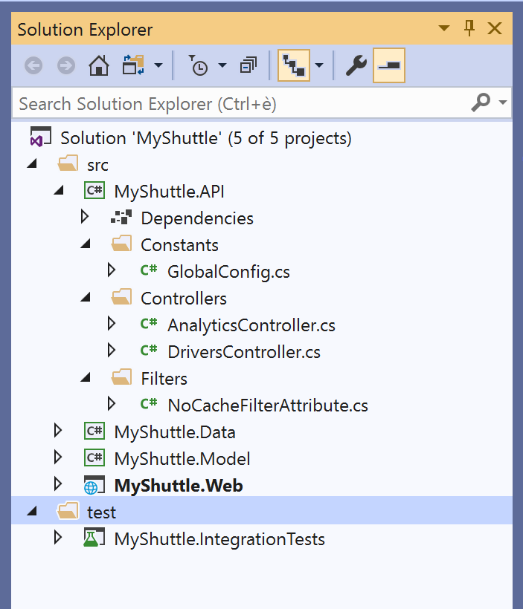 Solution Explorer
Search Solution Explorer (Ctrl+è)
Solution 'MyShuttle' (5 of 5 projects)
src
C# MyShuttle.API
Dependencies
Constants
C# GlobalConfig.cs
Controllers
C# AnalyticsController.cs
C# DriversController.cs
Filters
C# NoCacheFilterAttribute.cs
C# MyShuttle.Data
C# MyShuttle.Model
MyShuttle.Web
test
MyShuttle.IntegrationTests